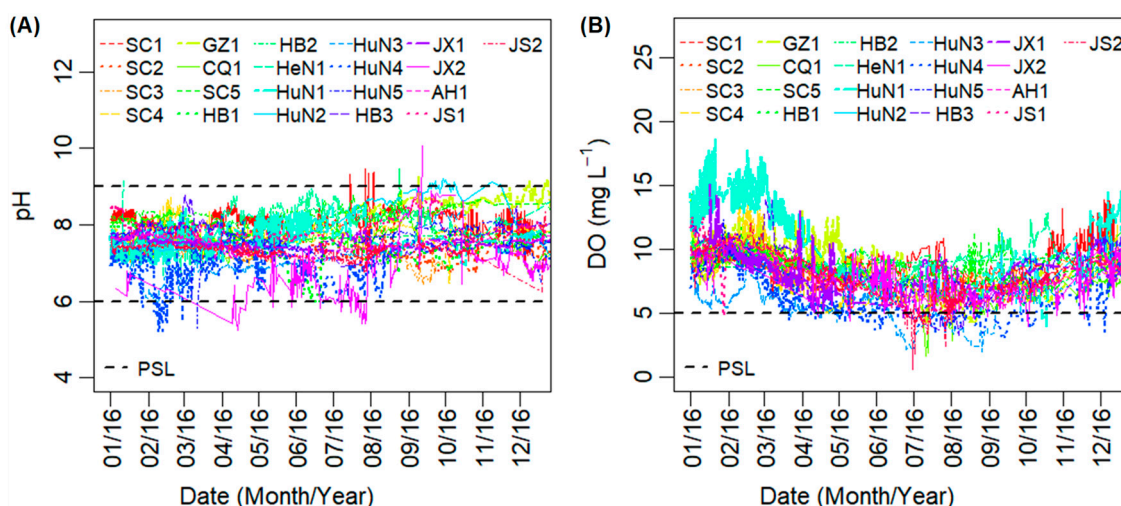 (A)
SC1 GZ1 HB2 HuN3 JX1 JS2
SC2 CQ1 HeN1 HuN4 JX2
SC3 SC5 HuN1 HuN5 AH1
SC4 HB1 HuN2 HB3 JS1
12
10
8
6
4
pH
PSL
01/16 02/16 03/16 04/16 05/16 06/16 07/16 08/16 09/16 10/16 11/16 12/16
Date (Month/Year)
(B)
SC1 GZ1 HB2 HuN3 JX1 JS2
SC2 CQ1 HeN1 HuN4 JX2
SC3 SC5 HuN1 HuN5 AH1
SC4 HB1 HuN2 HB3 JS1
25
20
15
10
5
0
DO (mg L⁻¹)
PSL
01/16 02/16 03/16 04/16 05/16 06/16 07/16 08/16 09/16 10/16 11/16 12/16
Date (Month/Year)